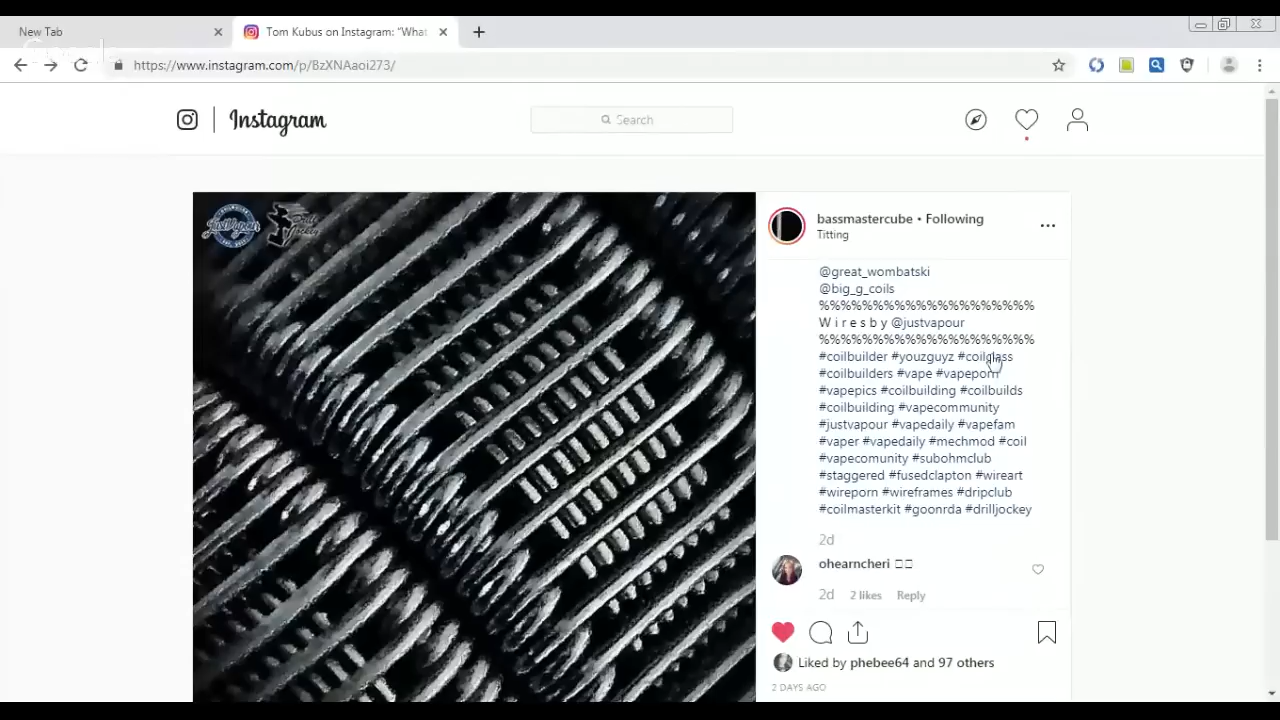 New Tab
Tom Kubus on Instagram: “What
https://www.instagram.com/p/BzXNAaoi273/
Instagram
Search
JustVapour
bassmastercube • Following
Titting
@great_wombatski
@big_g_coils
%%%%%%%%%%%%%%%%%%%%
W i r e s b y @justvapour
%%%%%%%%%%%%%%%%%%%%
#coilbuilder #youzguyz #coilglass
#coilbuilders #vape #vapeporn
#vapepics #coilbuilding #coilbuilds
#coilbuilding #vapecommunity
#justvapour #vapedaily #vapefam
#vaper #vapedaily #mechmod #coil
#vapecomunity #subohmclub
#staggered #fusedclapton #wireart
#wireporn #wireframes #dripclub
#coilmasterkit #goonrda #drilljockey
2d
ohearncheri
2d 2 likes Reply
Liked by phebee64 and 97 others
2 DAYS AGO